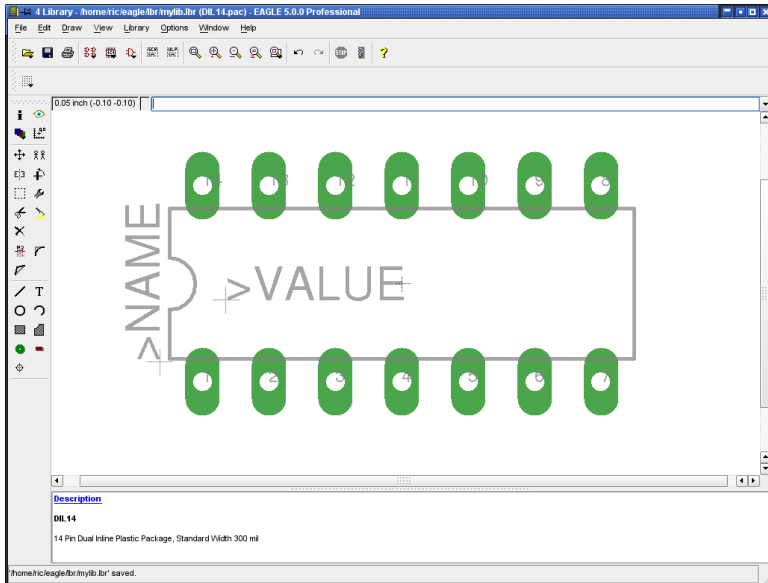 4 Library - /home/ric/eagle/lbr/mylib.lbr (DIL14.pac) - EAGLE 5.0.0 Professional
File Edit Draw View Library Options Window Help
0.05 inch (-0.10 -0.10)
14 13 12 11 10 9 8
>NAME
>VALUE
1 2 3 4 5 6 7
Description
DIL14
14 Pin Dual Inline Plastic Package, Standard Width 300 mil
'/home/ric/eagle/lbr/mylib.lbr' saved.